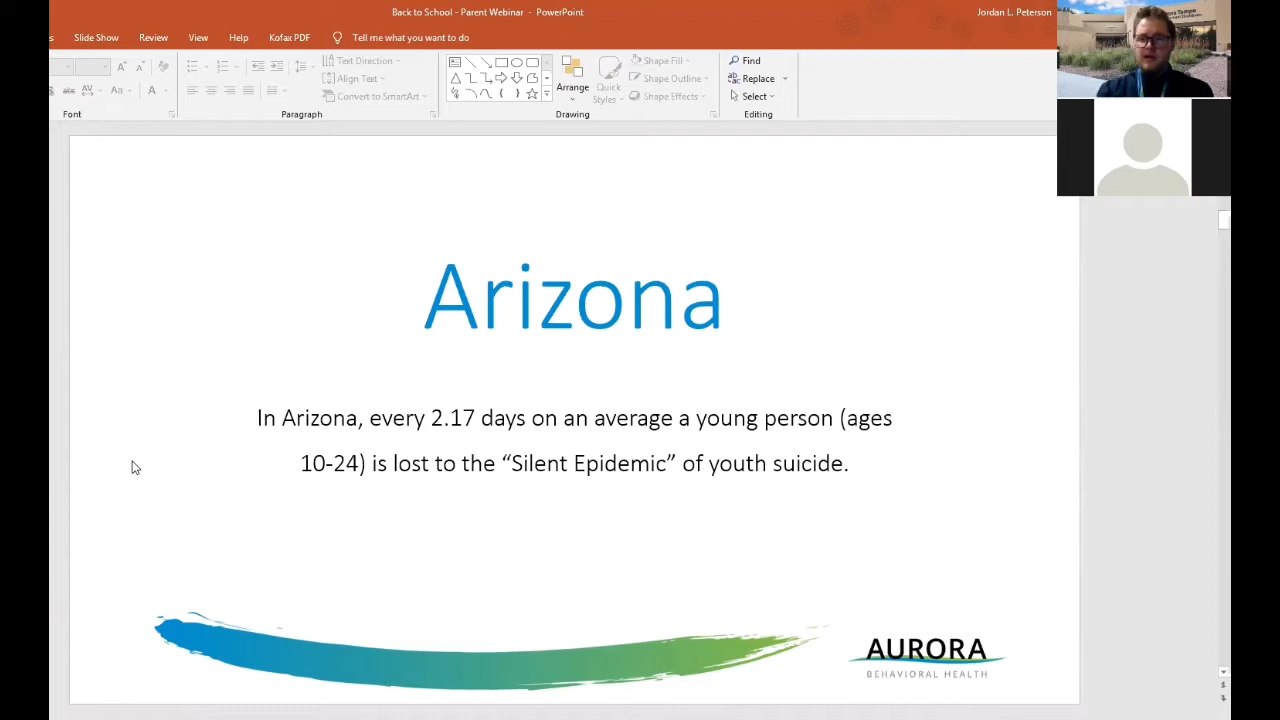 Back to School - Parent Webinar - PowerPoint
Jordan L. Peterson
Slide Show Review View Help Kofax PDF Tell me what you want to do
Text Direction
Align Text
Convert to SmartArt
Aa
A
abc
AV
Arrange
Quick
Styles
Shape Fill
Shape Outline
Shape Effects
Find
Replace
Select
Font
Paragraph
Drawing
Editing
Arizona
In Arizona, every 2.17 days on an average a young person (ages
10-24) is lost to the “Silent Epidemic” of youth suicide.
AURORA
BEHAVIORAL HEALTH